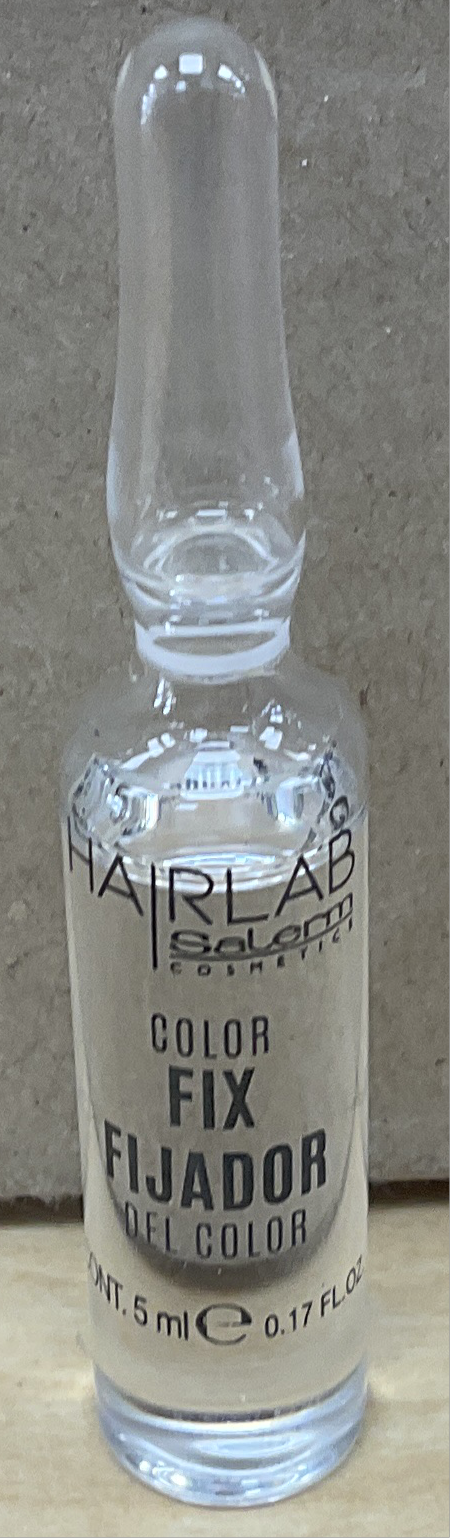 HAIRLAB
Salerm
COSMETICS
COLOR
FIX
FIJADOR
DEL COLOR
CONT. 5 ml e 0.17 FL.OZ.